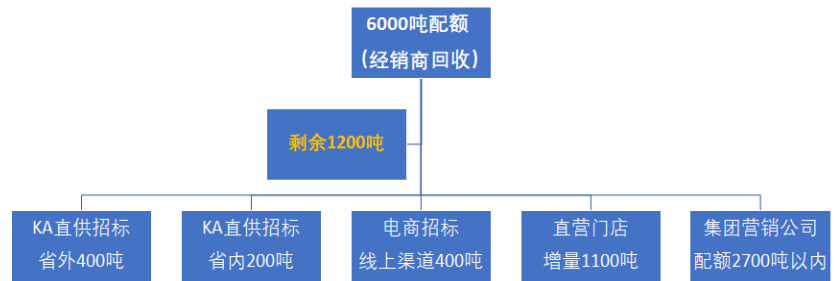 6000吨配额
(经销商回收)
剩余1200吨
KA直供招标
省外400吨
KA直供招标
省内200吨
电商招标
线上渠道400吨
直营门店
增量1100吨
集团营销公司
配额2700吨以内